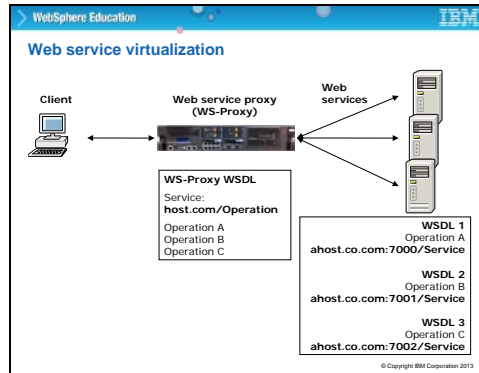 WebSphere Education
IBM
Web service virtualization
Client
Web service proxy
(WS-Proxy)
Web
services
WS-Proxy WSDL
Service:
host.com/Operation
Operation A
Operation B
Operation C
WSDL 1
Operation A
ahost.co.com:7000/Service
WSDL 2
Operation B
ahost.co.com:7001/Service
WSDL 3
Operation C
ahost.co.com:7002/Service
© Copyright IBM Corporation 2013